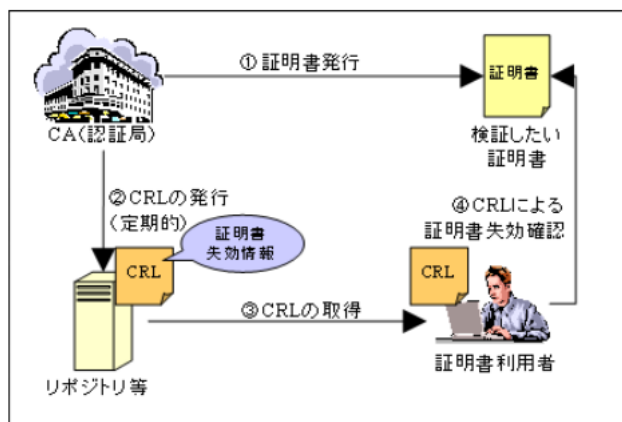 ①証明書発行
証明書
CA(認証局)
検証したい
証明書
②CRLの発行
(定期的)
証明書
失効情報
CRL
④CRLによる
証明書失効確認
CRL
③CRLの取得
リポジトリ等
証明書利用者